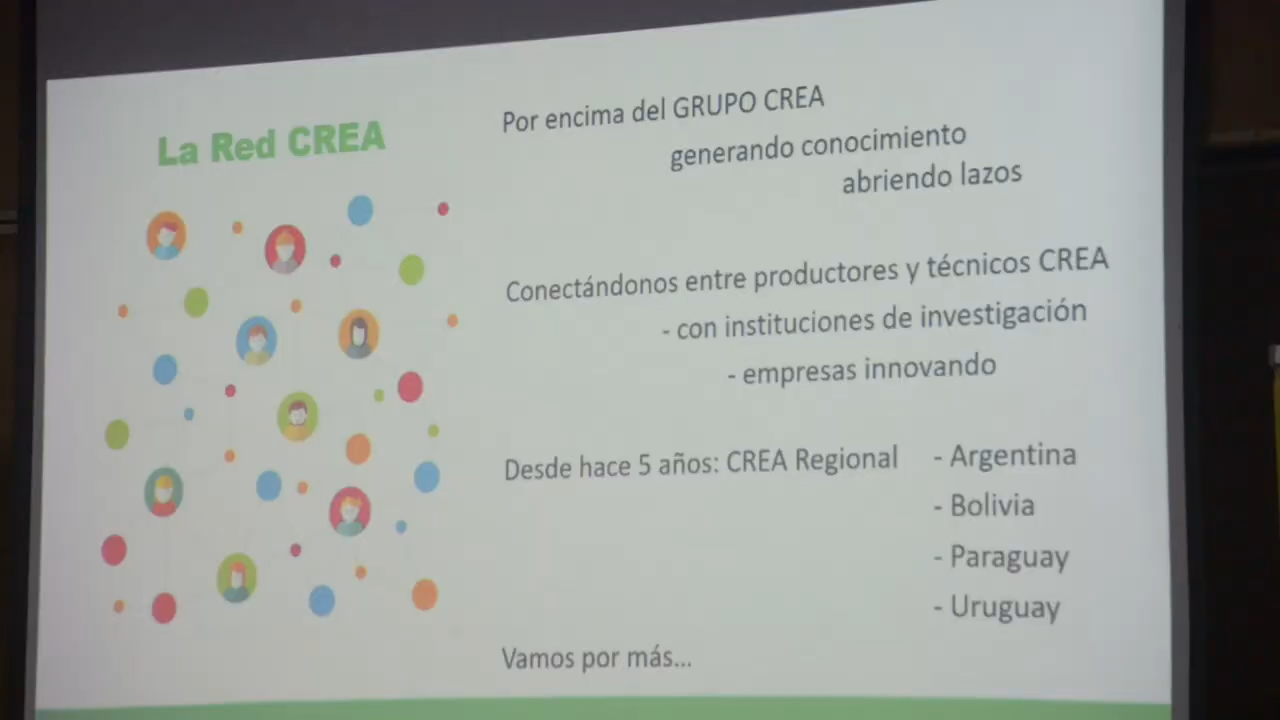 La Red CREA
Por encima del GRUPO CREA
generando conocimiento
abriendo lazos
Conectándonos entre productores y técnicos CREA
- con instituciones de investigación
- empresas innovando
Desde hace 5 años: CREA Regional - Argentina
- Bolivia
- Paraguay
- Uruguay
Vamos por más...